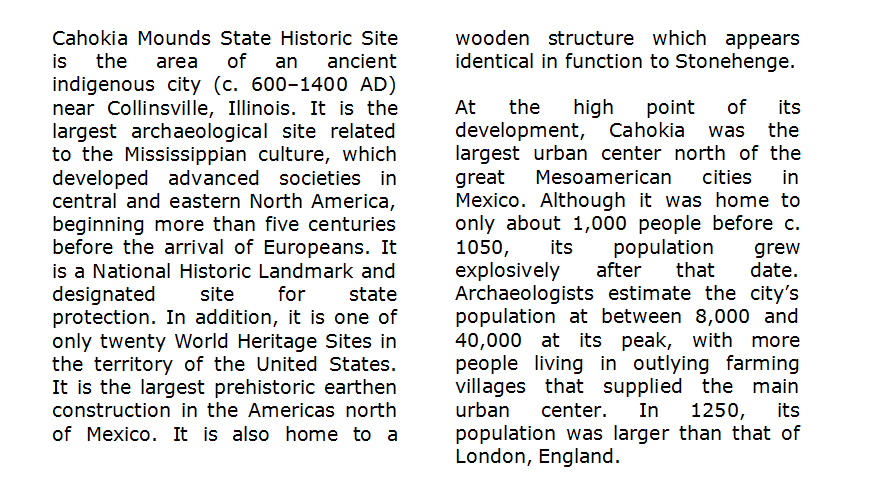 Cahokia Mounds State Historic Site
is the area of an ancient
indigenous city (c. 600–1400 AD)
near Collinsville, Illinois. It is the
largest archaeological site related
to the Mississippian culture, which
developed advanced societies in
central and eastern North America,
beginning more than five centuries
before the arrival of Europeans. It
is a National Historic Landmark and
designated site for state
protection. In addition, it is one of
only twenty World Heritage Sites in
the territory of the United States.
It is the largest prehistoric earthen
construction in the Americas north
of Mexico. It is also home to a
wooden structure which appears
identical in function to Stonehenge.
At the high point of its
development, Cahokia was the
largest urban center north of the
great Mesoamerican cities in
Mexico. Although it was home to
only about 1,000 people before c.
1050, its population grew
explosively after that date.
Archaeologists estimate the city’s
population at between 8,000 and
40,000 at its peak, with more
people living in outlying farming
villages that supplied the main
urban center. In 1250, its
population was larger than that of
London, England.